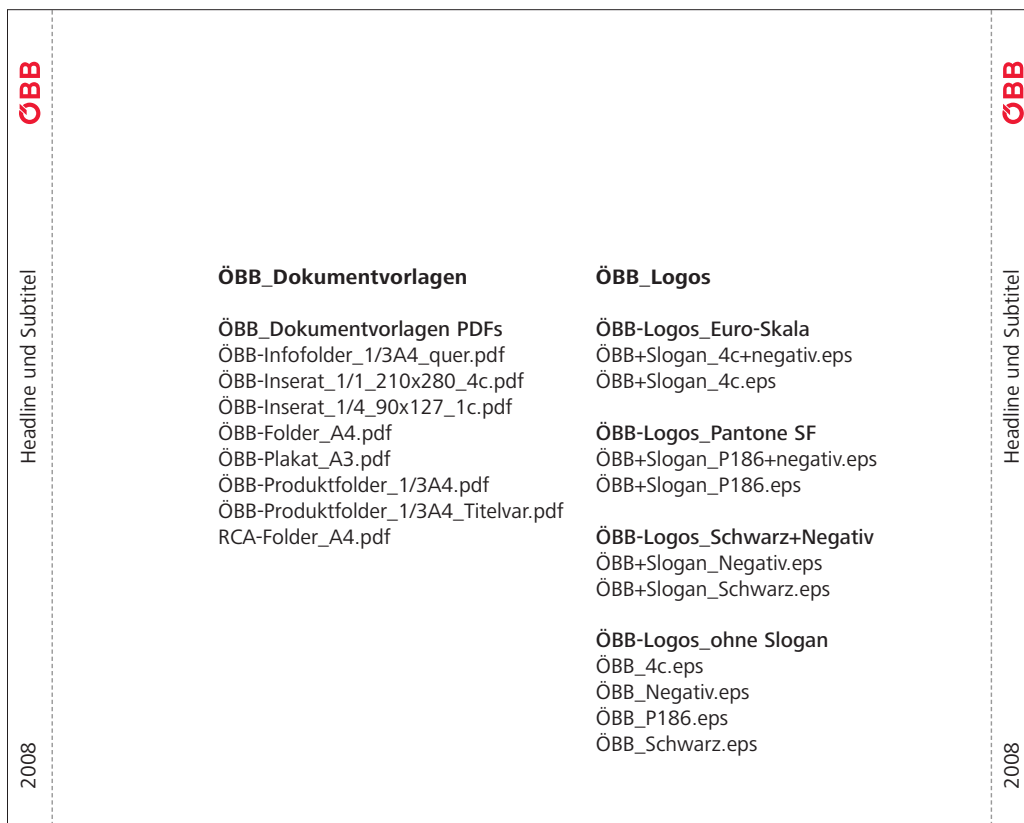 ÖBB
Headline und Subtitel
2008
ÖBB_Dokumentvorlagen
ÖBB_Dokumentvorlagen PDFs
ÖBB-Infofolder_1/3A4_quer.pdf
ÖBB-Inserat_1/1_210x280_4c.pdf
ÖBB-Inserat_1/4_90x127_1c.pdf
ÖBB-Folder_A4.pdf
ÖBB-Plakat_A3.pdf
ÖBB-Produktfolder_1/3A4.pdf
ÖBB-Produktfolder_1/3A4_Titelvar.pdf
RCA-Folder_A4.pdf
ÖBB_Logos
ÖBB-Logos_Euro-Skala
ÖBB+Slogan_4c+negativ.eps
ÖBB+Slogan_4c.eps
ÖBB-Logos_Pantone SF
ÖBB+Slogan_P186+negativ.eps
ÖBB+Slogan_P186.eps
ÖBB-Logos_Schwarz+Negativ
ÖBB+Slogan_Negativ.eps
ÖBB+Slogan_Schwarz.eps
ÖBB-Logos_ohne Slogan
ÖBB_4c.eps
ÖBB_Negativ.eps
ÖBB_P186.eps
ÖBB_Schwarz.eps
ÖBB
Headline und Subtitel
2008